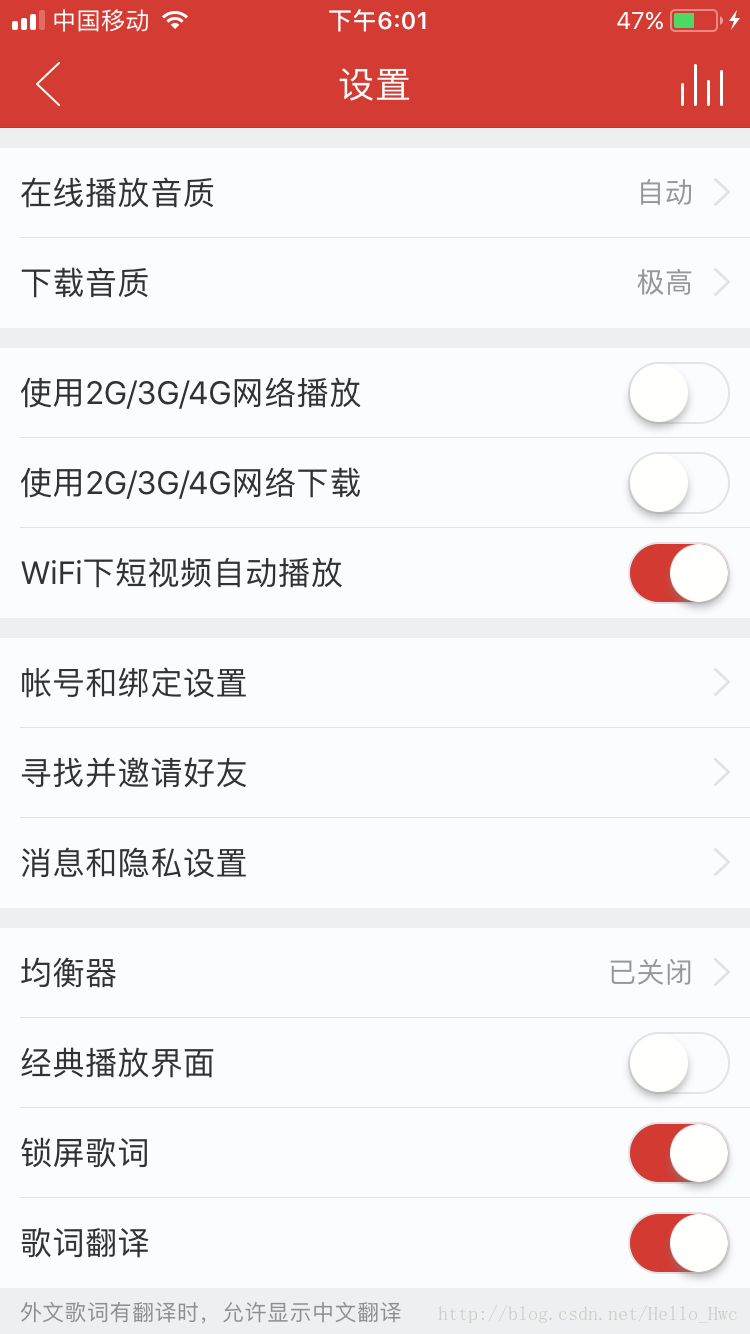 中国移动 下午6:01 47%
设置
在线播放音质 自动
下载音质 极高
使用2G/3G/4G网络播放
使用2G/3G/4G网络下载
WiFi下短视频自动播放
帐号和绑定设置
寻找并邀请好友
消息和隐私设置
均衡器 已关闭
经典播放界面
锁屏歌词
歌词翻译
外文歌词有翻译时，允许显示中文翻译 http://blog.csdn.net/Hello_Hwc